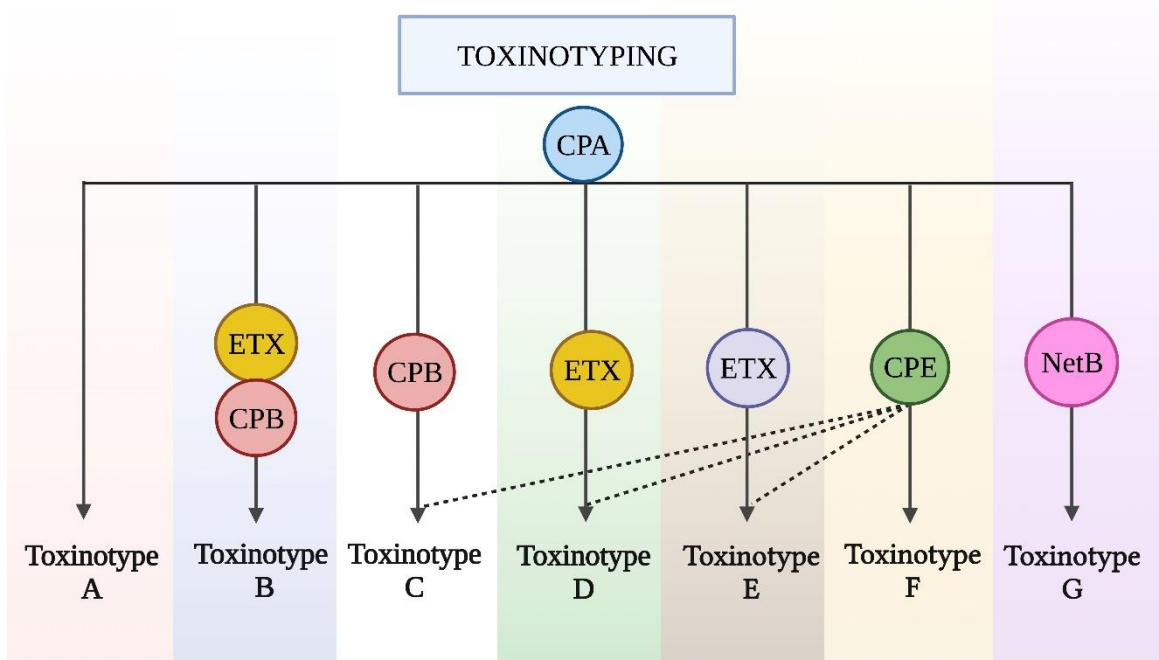 TOXINOTYPING
CPA
ETX
CPB
CPB
ETX
ETX
CPE
NetB
Toxinotype
A
Toxinotype
B
Toxinotype
C
Toxinotype
D
Toxinotype
E
Toxinotype
F
Toxinotype
G